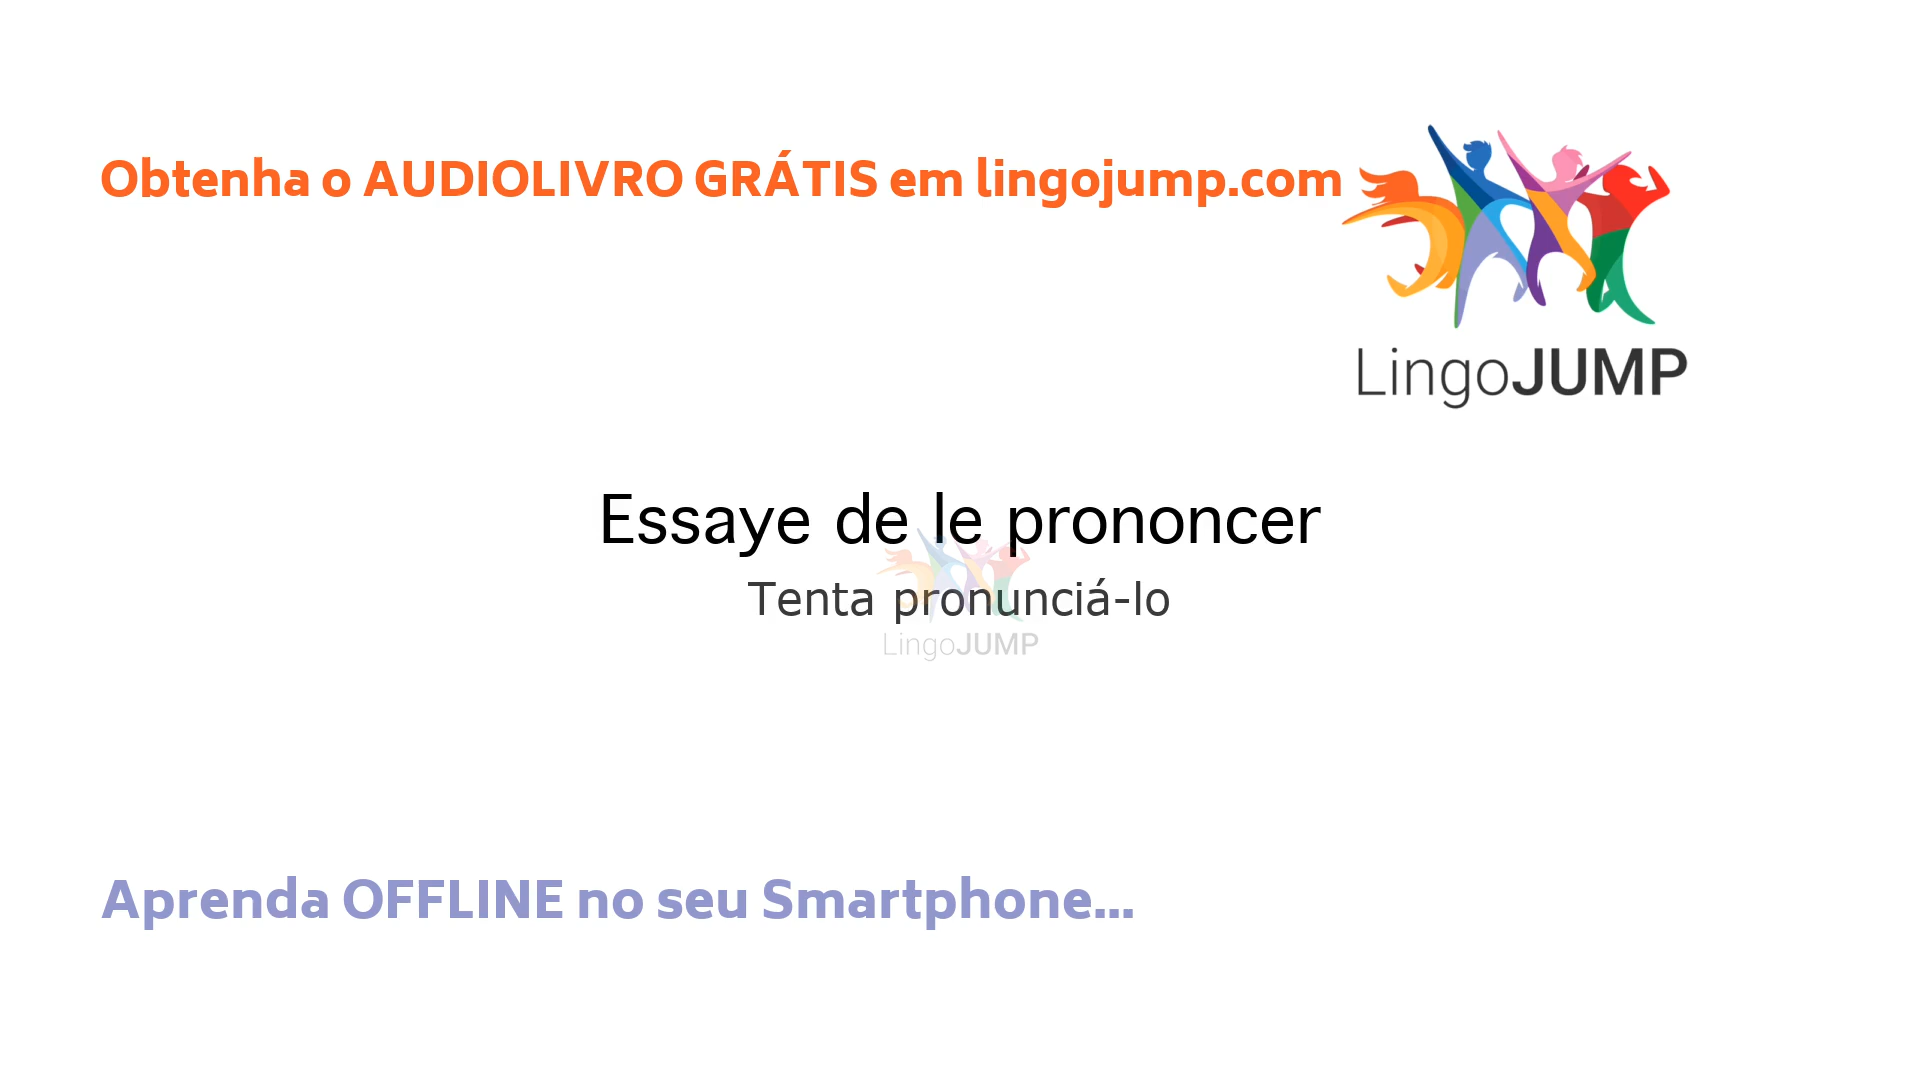 Obtenha o AUDIOLIVRO GRÁTIS em lingojump.com
LingoJUMP
Essaye de le prononcer
Tenta pronunciá-lo
LingoJUMP
Aprenda OFFLINE no seu Smartphone...